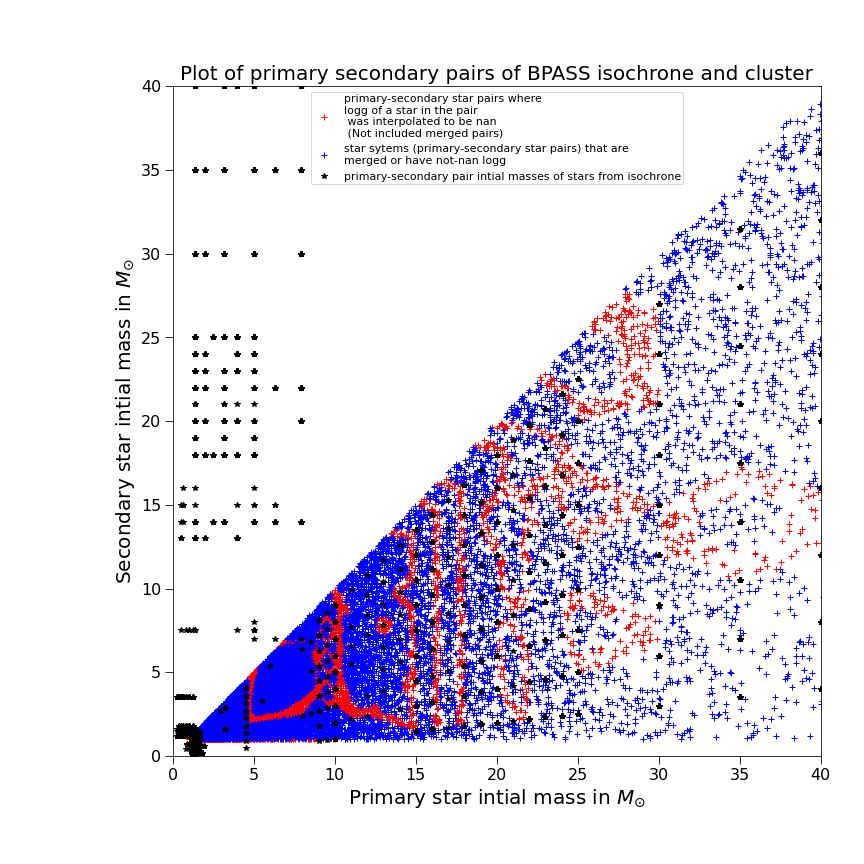 Plot of primary secondary pairs of BPASS isochrone and cluster
40
35
30
25
20
15
10
5
0
Secondary star intial mass in M⊙
primary-secondary star pairs where
logg of a star in the pair
was interpolated to be nan
(Not included merged pairs)
star sytems (primary-secondary star pairs) that are
merged or have not-nan logg
primary-secondary pair intial masses of stars from isochrone
0 5 10 15 20 25 30 35 40
Primary star intial mass in M⊙